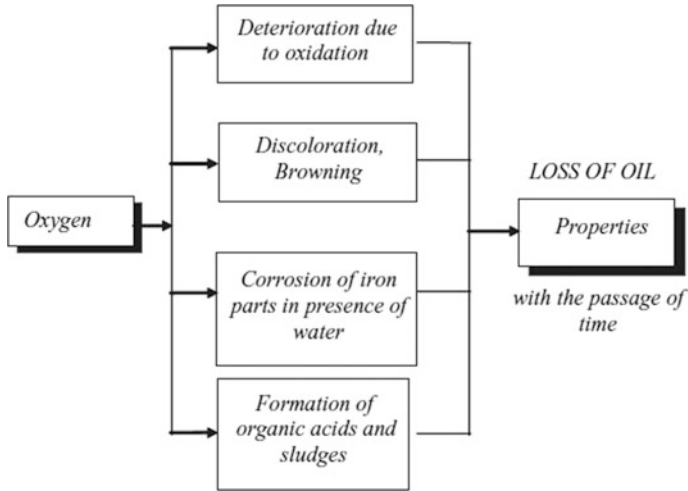 Oxygen
Deterioration due
to oxidation
Discoloration,
Browning
Corrosion of iron
parts in presence of
water
Formation of
organic acids and
sludges
LOSS OF OIL
Properties
with the passage of
time